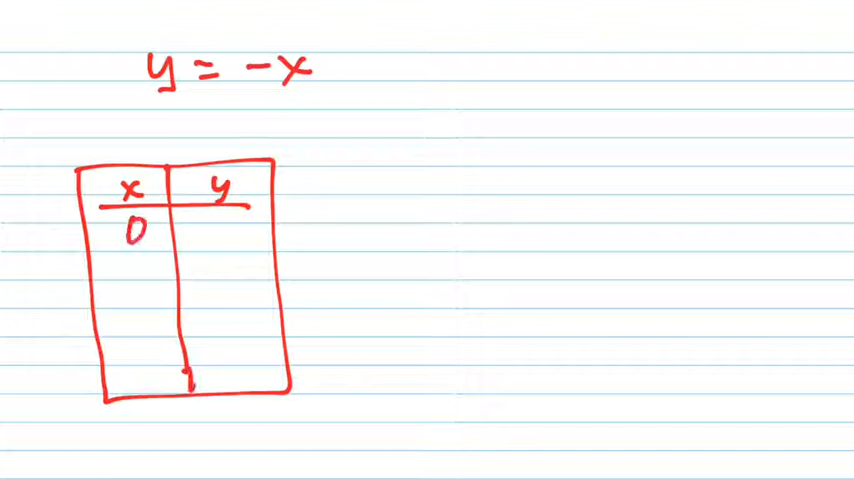 y = -x
x y
0